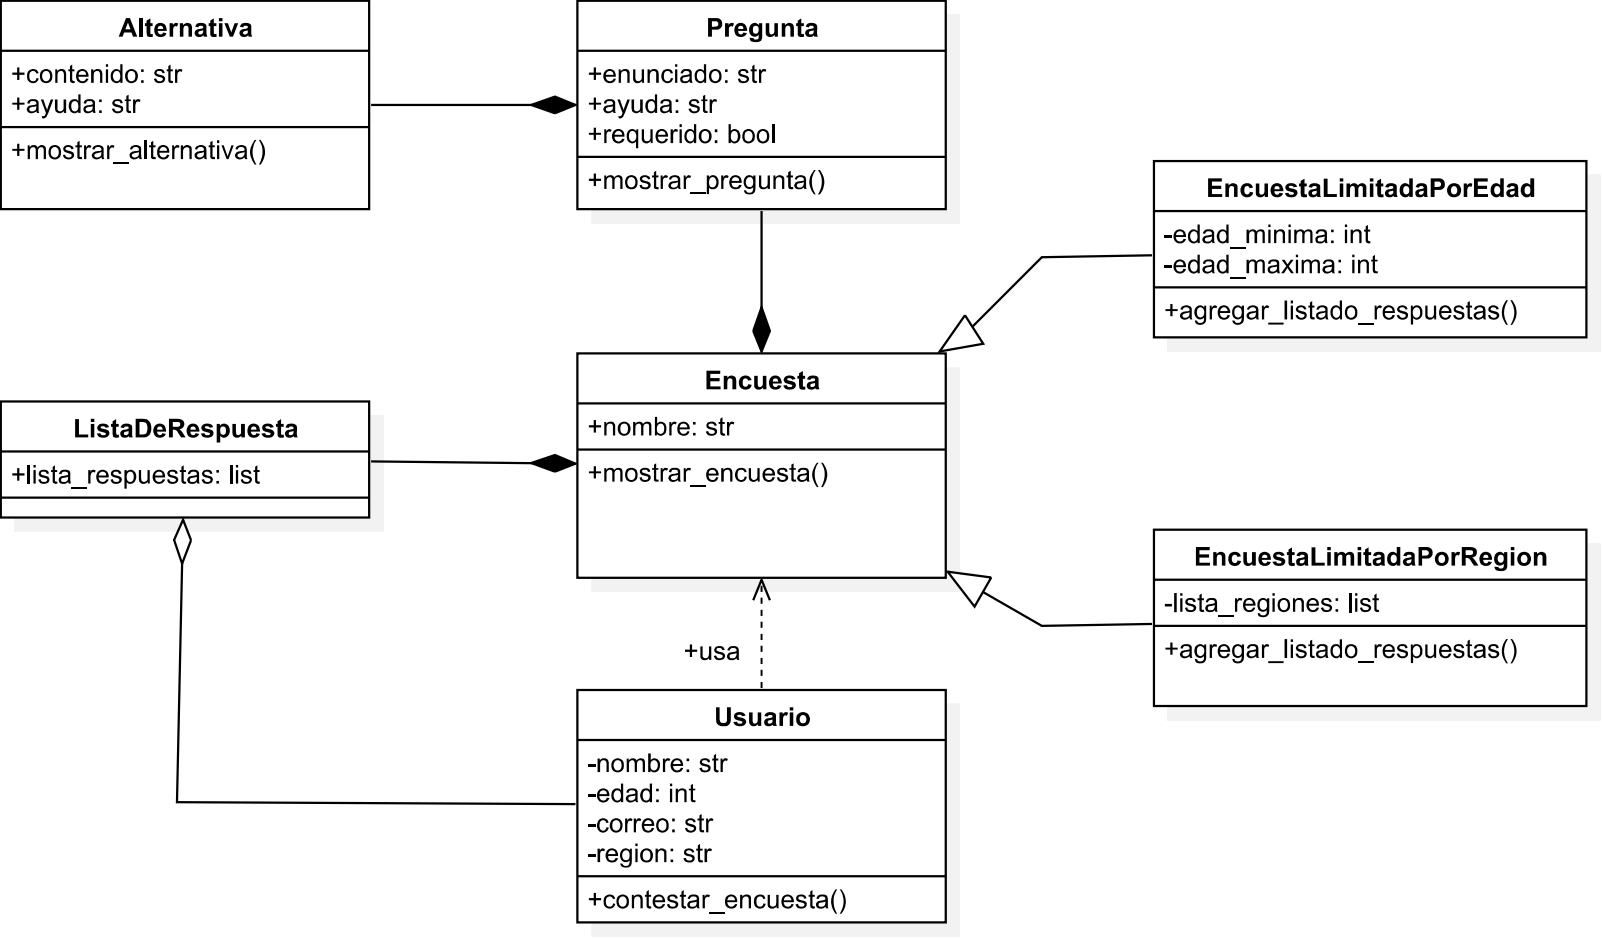 Alternativa
+contenido: str
+ayuda: str
+mostrar_alternativa()
Pregunta
+enunciado: str
+ayuda: str
+requerido: bool
+mostrar_pregunta()
EncuestaLimitadaPorEdad
-edad_minima: int
-edad_maxima: int
+agregar_listado_respuestas()
Encuesta
+nombre: str
+mostrar_encuesta()
ListaDeRespuesta
+lista_respuestas: list
EncuestaLimitadaPorRegion
-lista_regiones: list
+agregar_listado_respuestas()
+usa
Usuario
-nombre: str
-edad: int
-correo: str
-region: str
+contestar_encuesta()